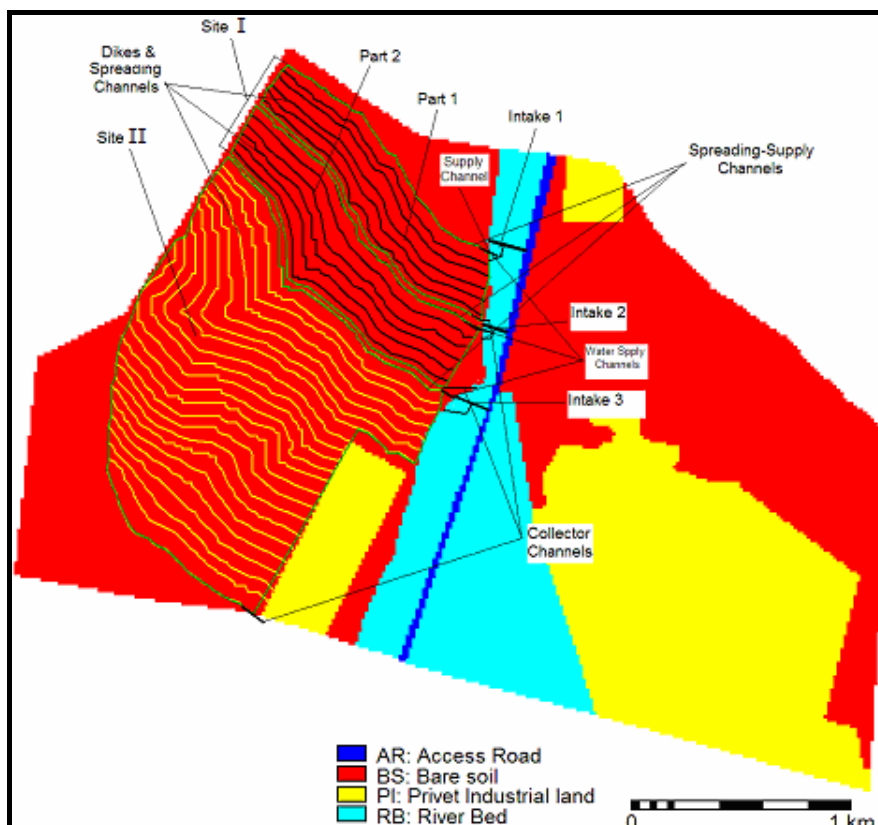 Site I
Dikes &
Spreading
Channels
Part 2
Site II
Part 1
Intake 1
Supply
Channel
Spreading-Supply
Channels
Intake 2
Water Spply
Channels
Intake 3
Collector
Channels
AR: Access Road
BS: Bare soil
PI: Privet Industrial land
RB: River Bed
0 1 km